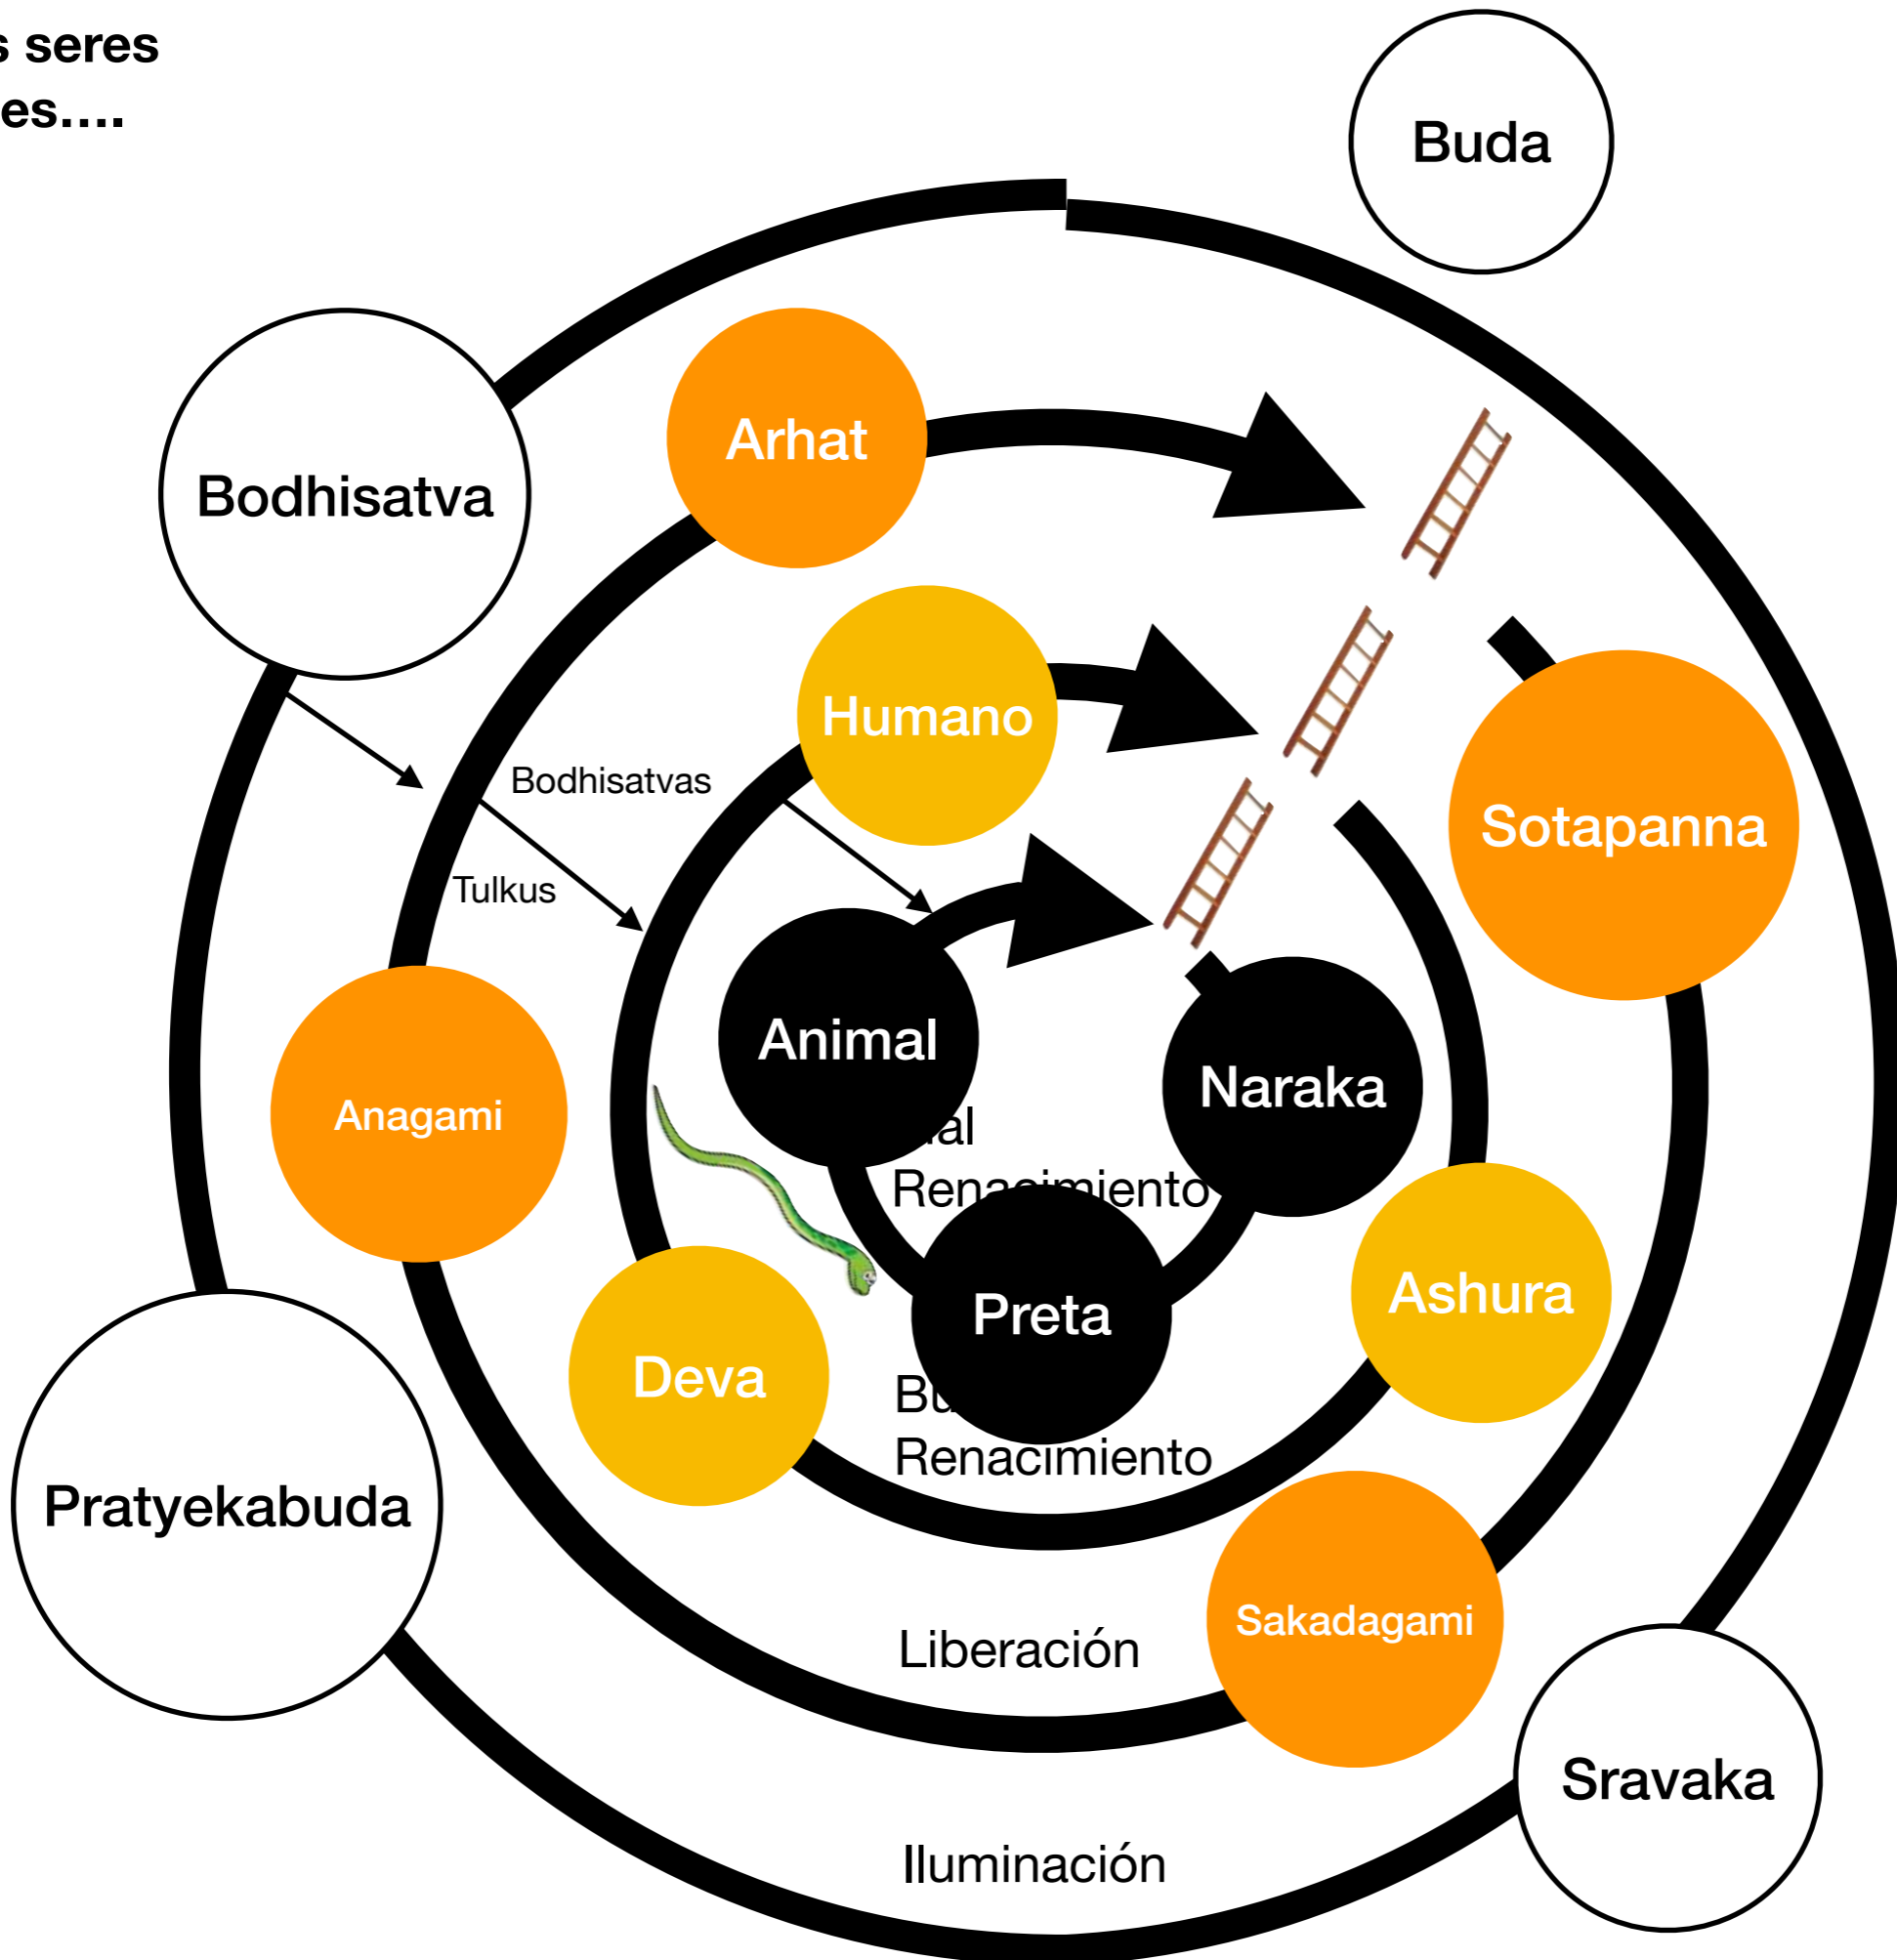 s seres
es....
Buda
Bodhisatva
Arhat
Humano
Bodhisatvas
Sotapanna
Tulkus
Animal
Naraka
Anagami
al
Renacimiento
Ashura
Preta
Deva
Renacimiento
Pratyekabuda
Sakadagami
Liberación
Sravaka
Iluminación